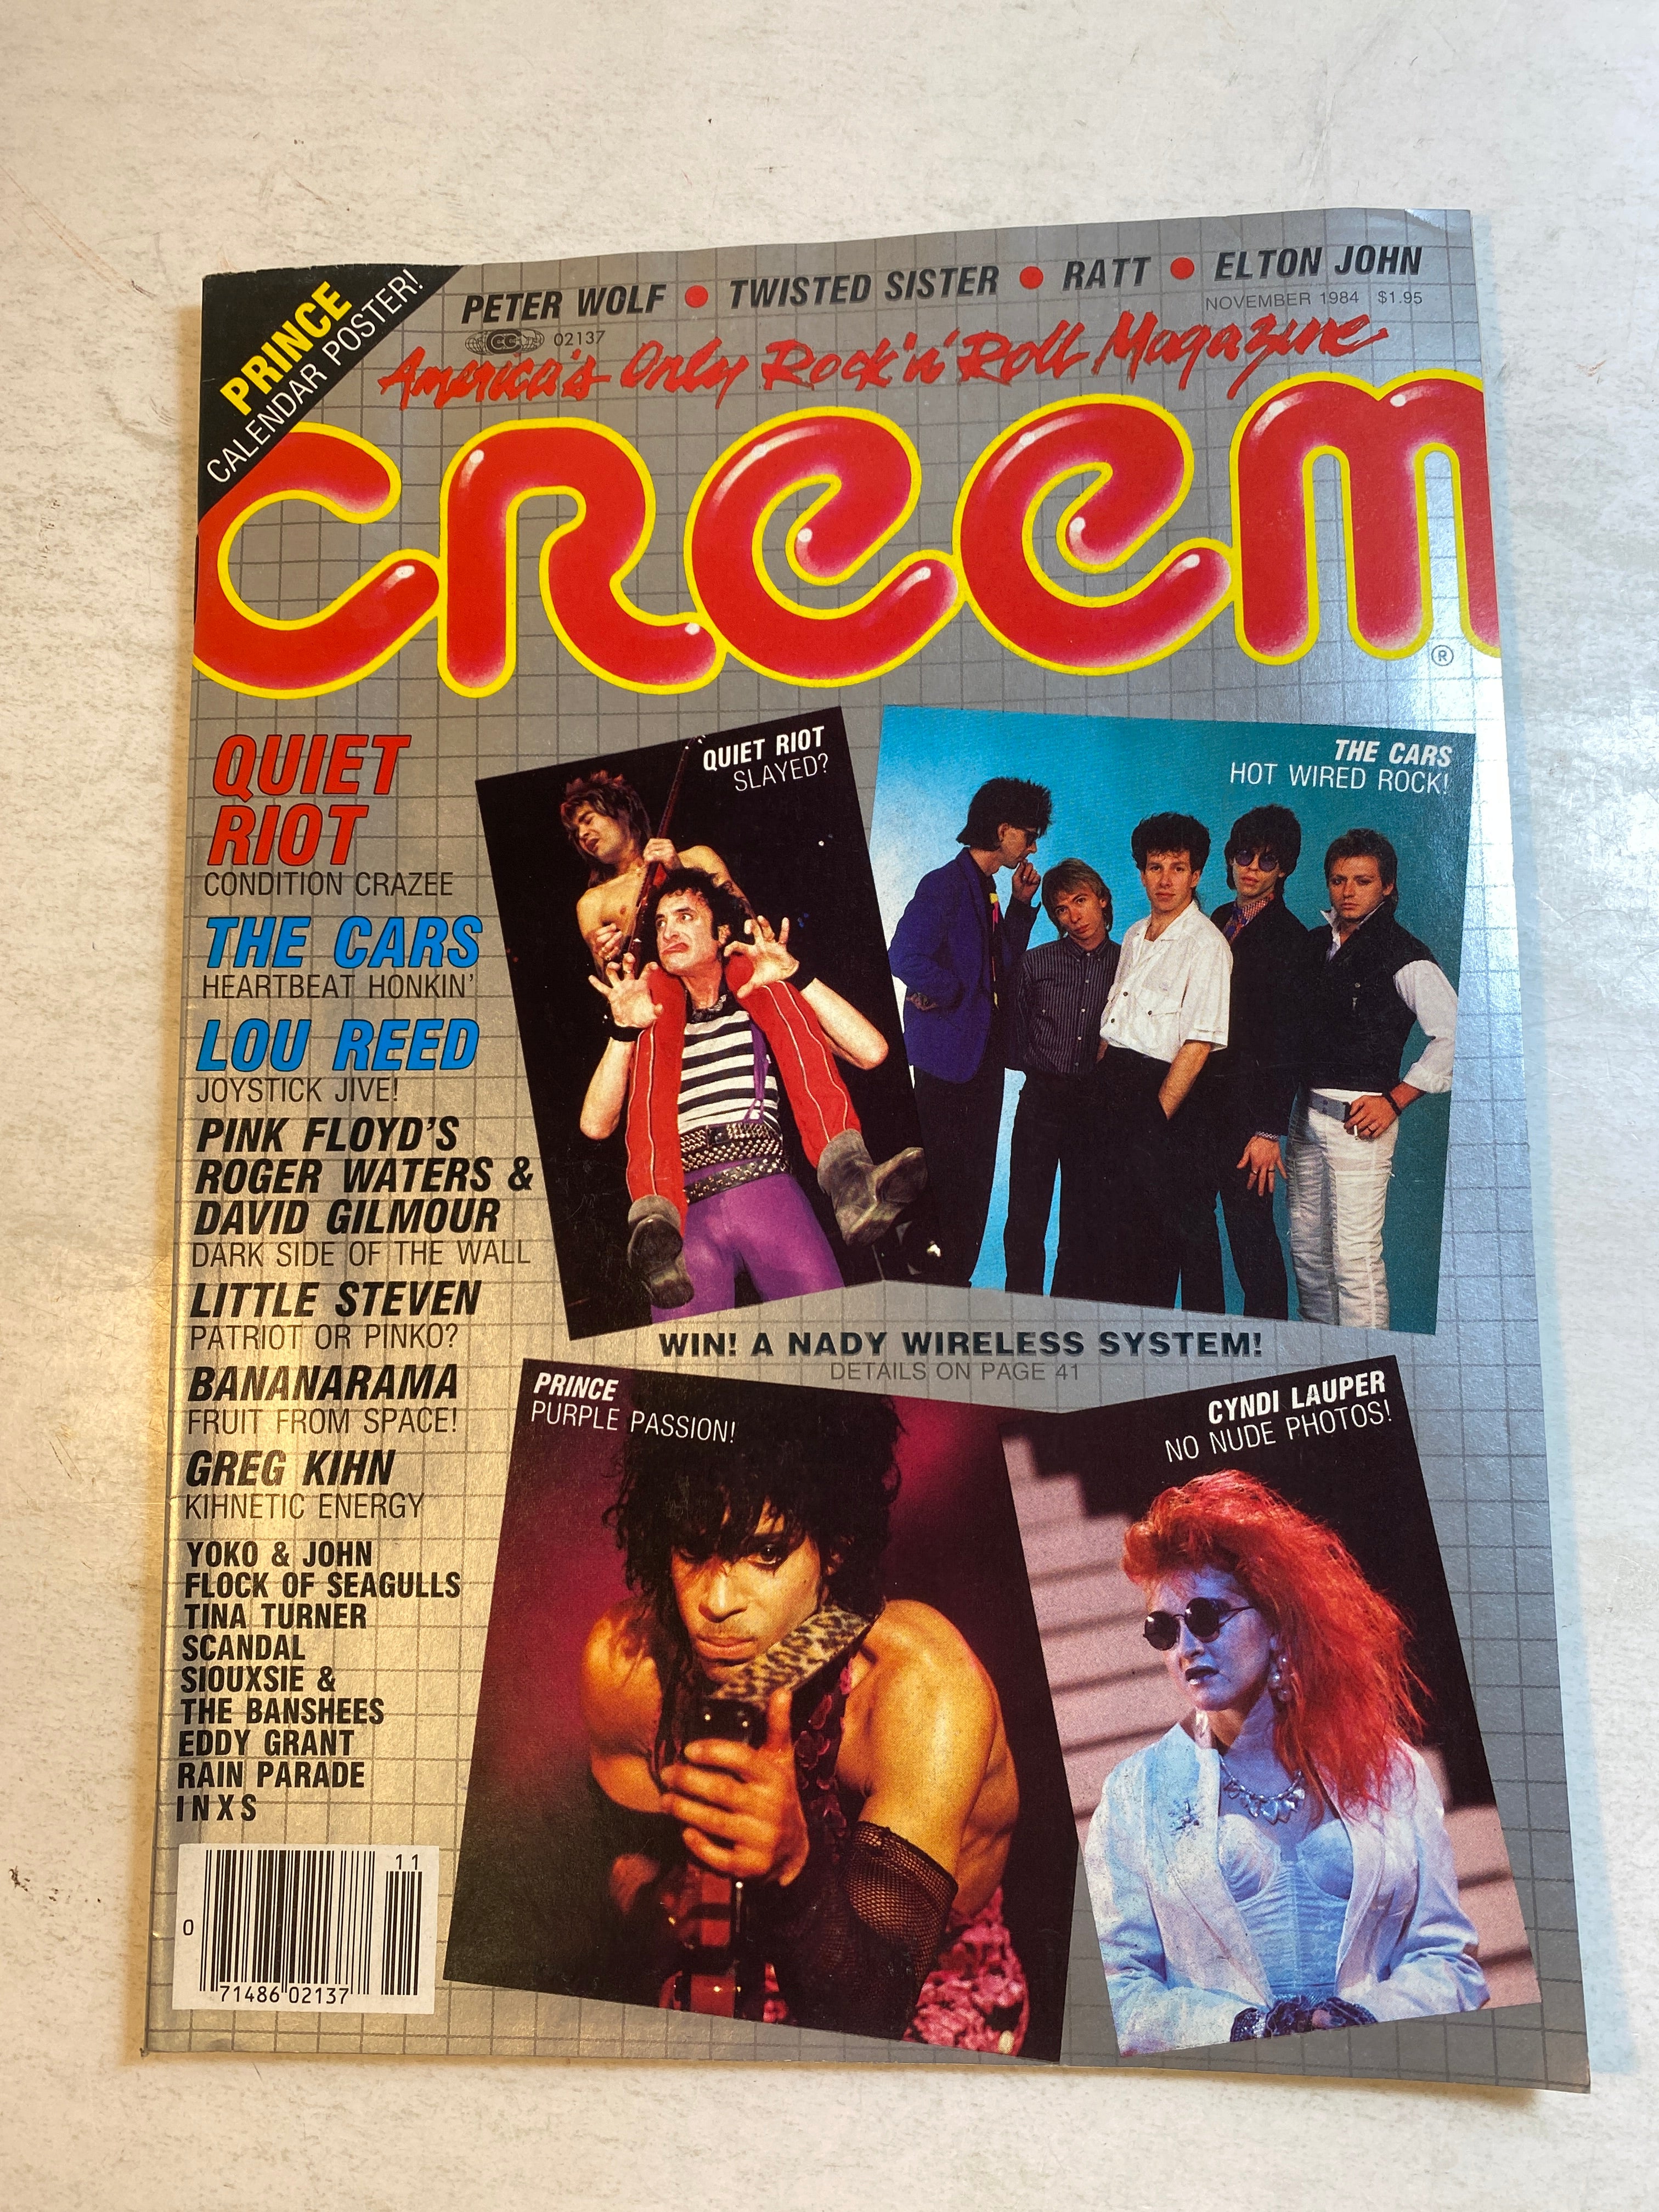 PRINCE
CALENDAR POSTER!
PETER WOLF • TWISTED SISTER • RATT • ELTON JOHN
NOVEMBER 1984 $1.95
CC 02137
America's Only Rock 'n' Roll Magazine
CREEM
®
QUIET
RIOT
CONDITION CRAZEE
THE CARS
HEARTBEAT HONKIN'
LOU REED
JOYSTICK JIVE!
PINK FLOYD'S
ROGER WATERS &
DAVID GILMOUR
DARK SIDE OF THE WALL
LITTLE STEVEN
PATRIOT OR PINKO?
BANANARAMA
FRUIT FROM SPACE!
GREG KIHN
KIHNETIC ENERGY
YOKO & JOHN
FLOCK OF SEAGULLS
TINA TURNER
SCANDAL
SIOUXSIE &
THE BANSHEES
EDDY GRANT
RAIN PARADE
INXS
QUIET RIOT
SLAYED?
THE CARS
HOT WIRED ROCK!
WIN! A NADY WIRELESS SYSTEM!
DETAILS ON PAGE 41
PRINCE
PURPLE PASSION!
CYNDI LAUPER
NO NUDE PHOTOS!
11
0
71486 02137